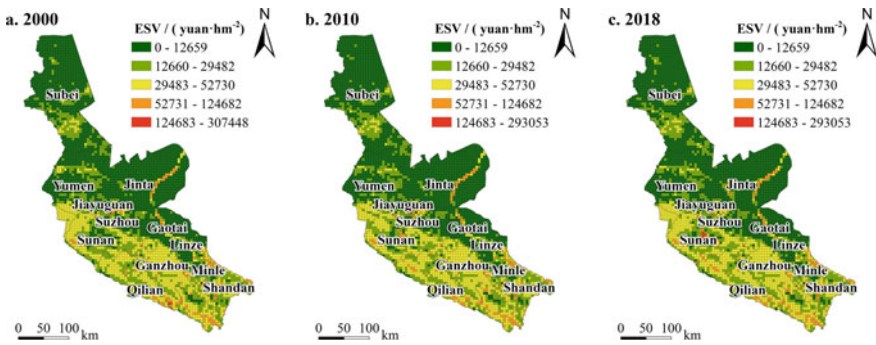 a. 2000
N
ESV / ( yuan·hm⁻²)
0 - 12659
12660 - 29482
29483 - 52730
52731 - 124682
124683 - 307448
Subei
Yumen
Jinta
Jiayuguan
Suzhou
Gaotai
Sunan
Linze
Ganzhou
Minle
Qilian
Shandan
0 50 100
km
b. 2010
N
ESV / ( yuan·hm⁻²)
0 - 12659
12660 - 29482
29483 - 52730
52731 - 124682
124683 - 293053
Subei
Yumen
Jinta
Jiayuguan
Suzhou
Gaotai
Sunan
Linze
Ganzhou
Minle
Qilian
Shandan
0 50 100
km
c. 2018
N
ESV / ( yuan·hm⁻²)
0 - 12659
12660 - 29482
29483 - 52730
52731 - 124682
124683 - 293053
Subei
Yumen
Jinta
Jiayuguan
Suzhou
Gaotai
Sunan
Linze
Ganzhou
Minle
Qilian
Shandan
0 50 100
km